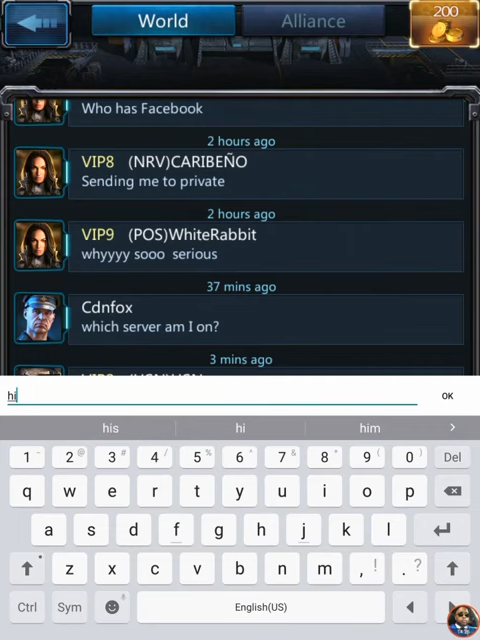 World
Alliance
200
Who has Facebook
2 hours ago
VIP8 (NRV)CARIBEÑO
Sending me to private
2 hours ago
VIP9 (POS)WhiteRabbit
whyyyy sooo serious
37 mins ago
Cdnfox
which server am I on?
3 mins ago
hi
OK
his hi him >
1 2 @ 3 # 4 / 5 % 6 ^ 7 & 8 * 9 ( 0 ) Del
q w e r t y u i o p
a s d f g h j k l
z x c v b n m , ! . ?
Ctrl Sym English(US)